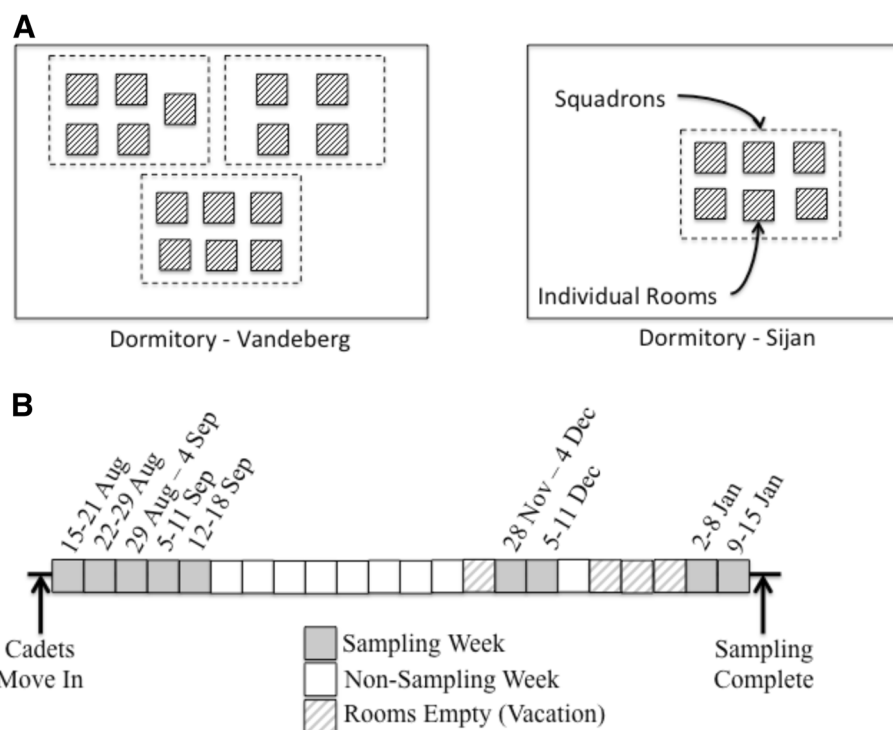 A
Squadrons
Individual Rooms
Dormitory - Vandeberg
Dormitory - Sijan
B
15-21 Aug
22-29 Aug
29 Aug – 4 Sep
5-11 Sep
12-18 Sep
28 Nov – 4 Dec
5-11 Dec
2-8 Jan
9-15 Jan
Cadets
Move In
Sampling Week
Non-Sampling Week
Rooms Empty (Vacation)
Sampling
Complete